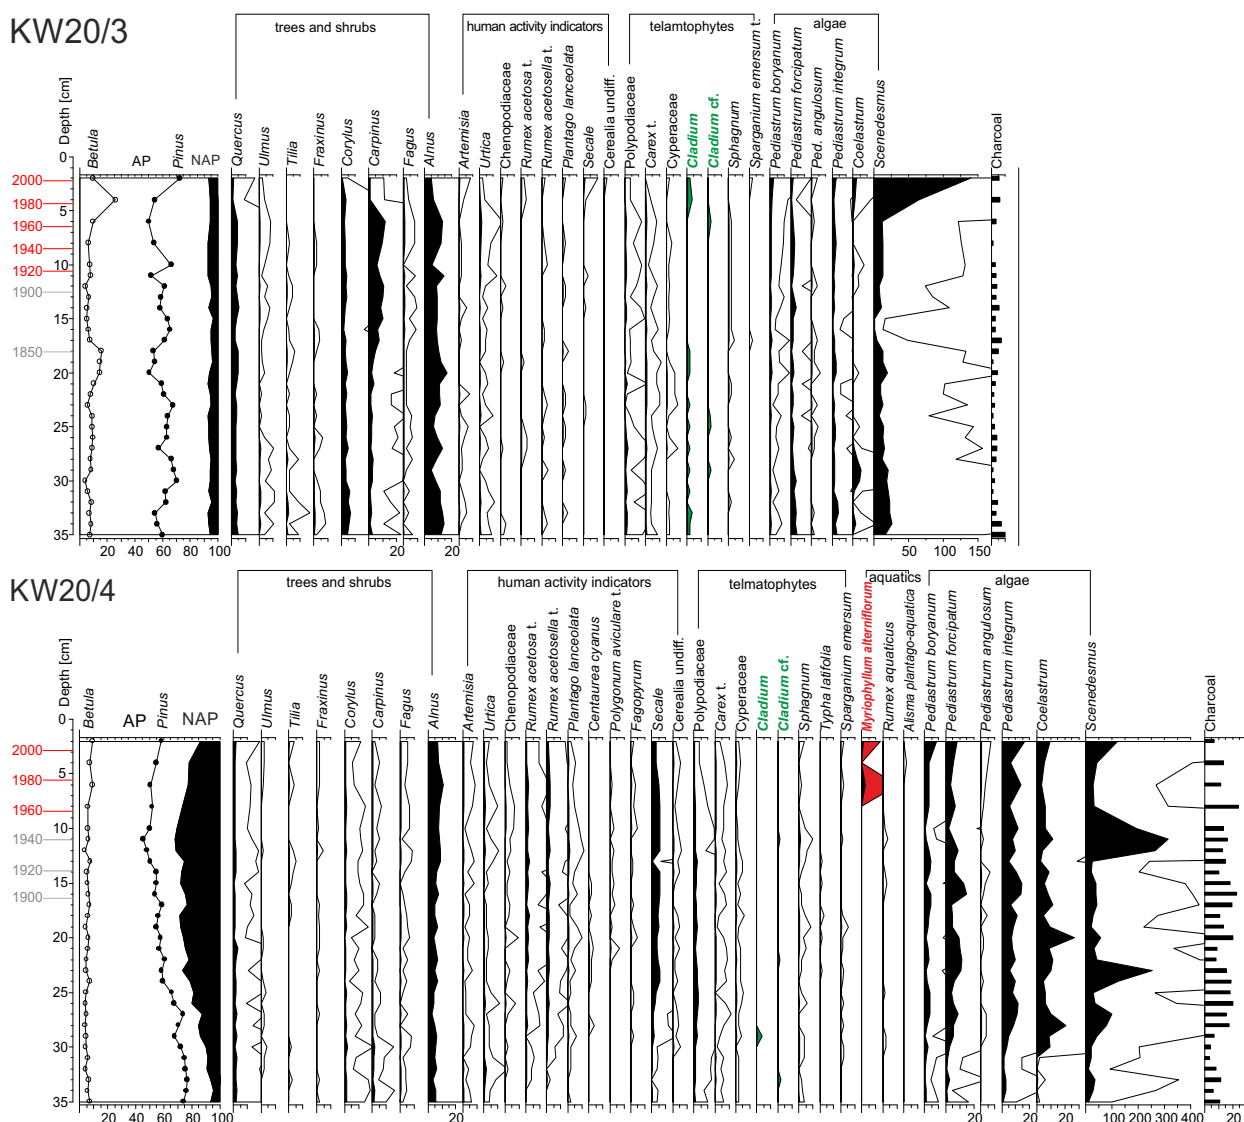 KW20/3
trees and shrubs
human activity indicators
telamtophytes
algae
Depth [cm]
Betula
AP
Pinus
NAP
Quercus
Ulmus
Tilia
Fraxinus
Corylus
Carpinus
Fagus
Alnus
Artemisia
Urtica
Chenopodiaceae
Rumex acetosa t.
Rumex acetosella t.
Plantago lanceolata
Secale
Cerealia undiff.
Polypodiaceae
Carex t.
Cyperaceae
Cladium
Cladium cf.
Sphagnum
Sparganium emersum t.
Pediastrum boryanum
Pediastrum forcipatum
Ped. angulosum
Pediastrum integrum
Coelastrum
Scenedesmus
Charcoal
0
5
10
15
20
25
30
35
2000
1980
1960
1940
1920
1900
1850
0 20 40 60 80 100
20
20
50 100 150
KW20/4
trees and shrubs
human activity indicators
telmatophytes
aquatics
algae
Depth [cm]
Betula
AP
Pinus
NAP
Quercus
Ulmus
Tilia
Fraxinus
Corylus
Carpinus
Fagus
Alnus
Artemisia
Urtica
Chenopodiaceae
Rumex acetosa t.
Rumex acetosella t.
Plantago lanceolata
Centaurea cyanus
Polygonum aviculare t.
Fagopyrum
Secale
Cerealia undiff.
Polypodiaceae
Carex t.
Cyperaceae
Cladium
Cladium cf.
Sphagnum
Typha latifolia
Sparganium emersum
Myriophyllum alterniflorum
Rumex aquaticus
Alisma plantago-aquatica
Pediastrum boryanum
Pediastrum forcipatum
Pediastrum angulosum
Pediastrum integrum
Coelastrum
Scenedesmus
Charcoal
0
5
10
15
20
25
30
35
2000
1980
1960
1940
1920
1900
0 20 40 60 80 100
20
20
20
20
100 200 300 400
20